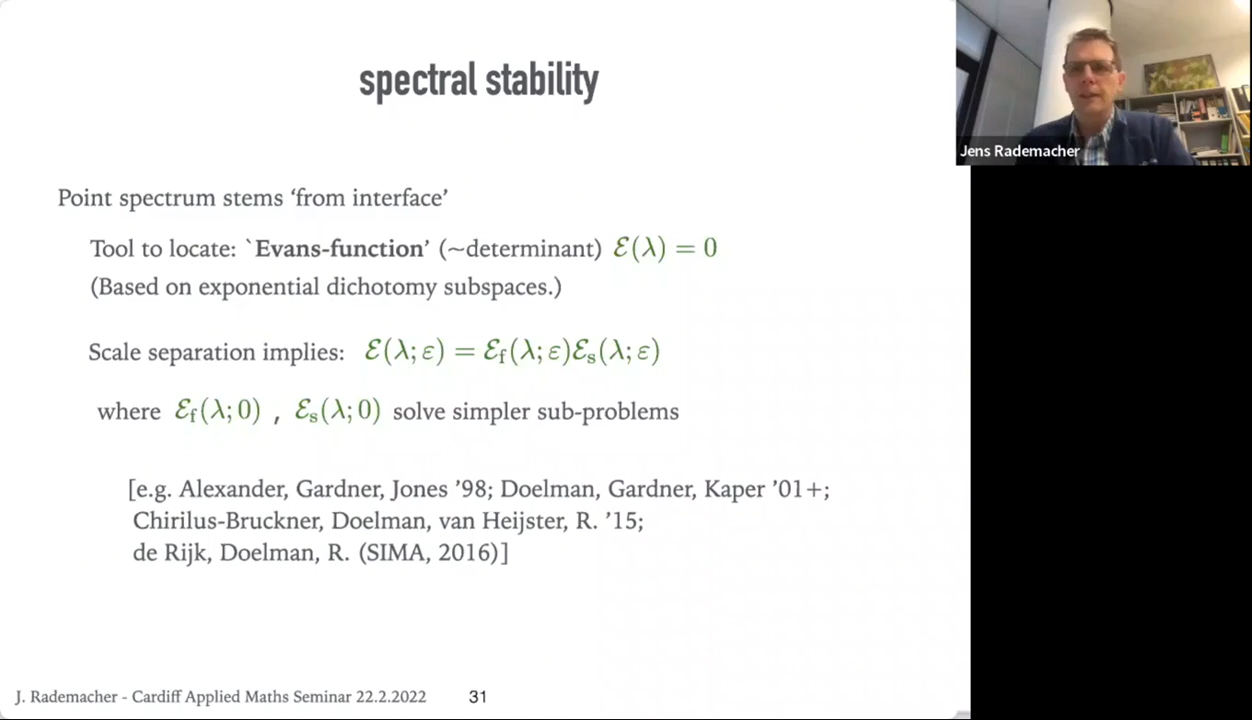 spectral stability
Jens Rademacher
Point spectrum stems ‘from interface’
Tool to locate: `Evans-function’ (~determinant) ℰ(λ) = 0
(Based on exponential dichotomy subspaces.)
Scale separation implies: ℰ(λ; ε) = ℰf(λ; ε)ℰs(λ; ε)
where ℰf(λ; 0) , ℰs(λ; 0) solve simpler sub-problems
[e.g. Alexander, Gardner, Jones ’98; Doelman, Gardner, Kaper ’01+;
Chirilus-Bruckner, Doelman, van Heijster, R. ’15;
de Rijk, Doelman, R. (SIMA, 2016)]
J. Rademacher - Cardiff Applied Maths Seminar 22.2.2022 31